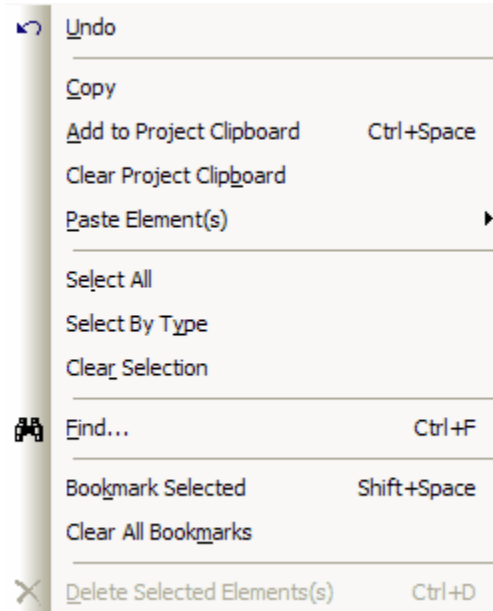 Undo
Copy
Add to Project Clipboard Ctrl+Space
Clear Project Clipboard
Paste Element(s)
Select All
Select By Type
Clear Selection
Find... Ctrl+F
Bookmark Selected Shift+Space
Clear All Bookmarks
Delete Selected Elements(s) Ctrl+D